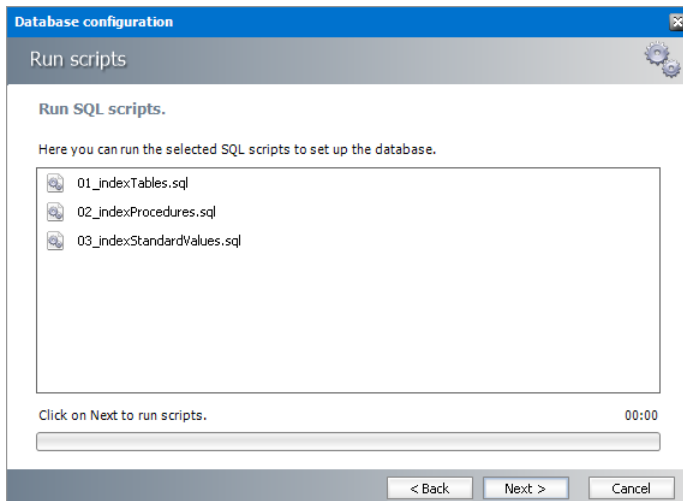 Database configuration
Run scripts
Run SQL scripts.
Here you can run the selected SQL scripts to set up the database.
01_indexTables.sql
02_indexProcedures.sql
03_indexStandardValues.sql
Click on Next to run scripts. 00:00
< Back Next > Cancel